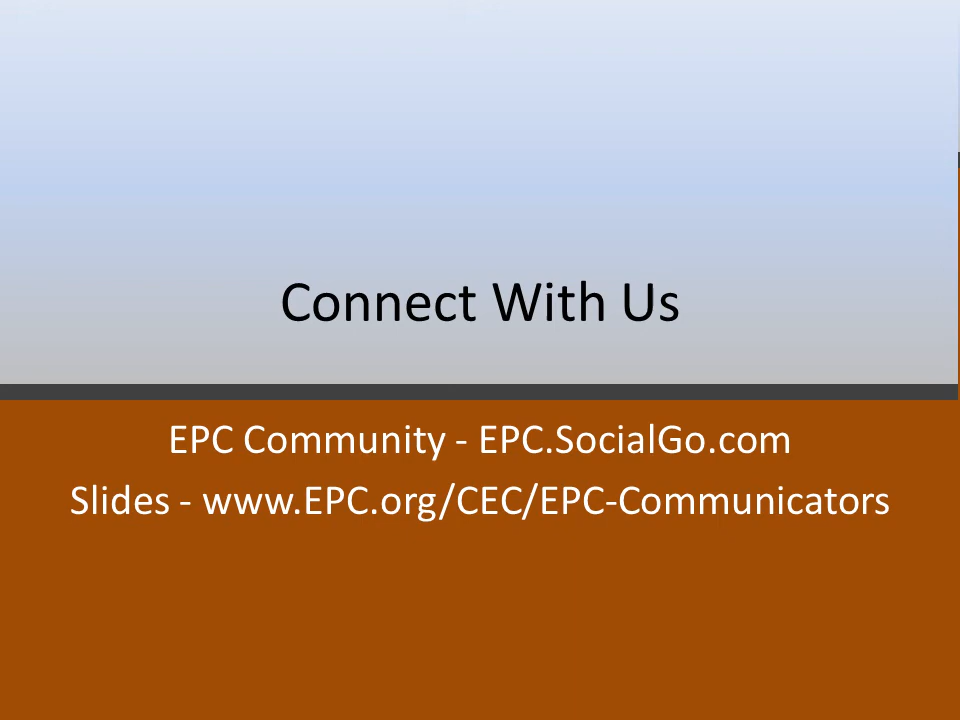 Connect With Us
EPC Community - EPC.SocialGo.com
Slides - www.EPC.org/CEC/EPC-Communicators